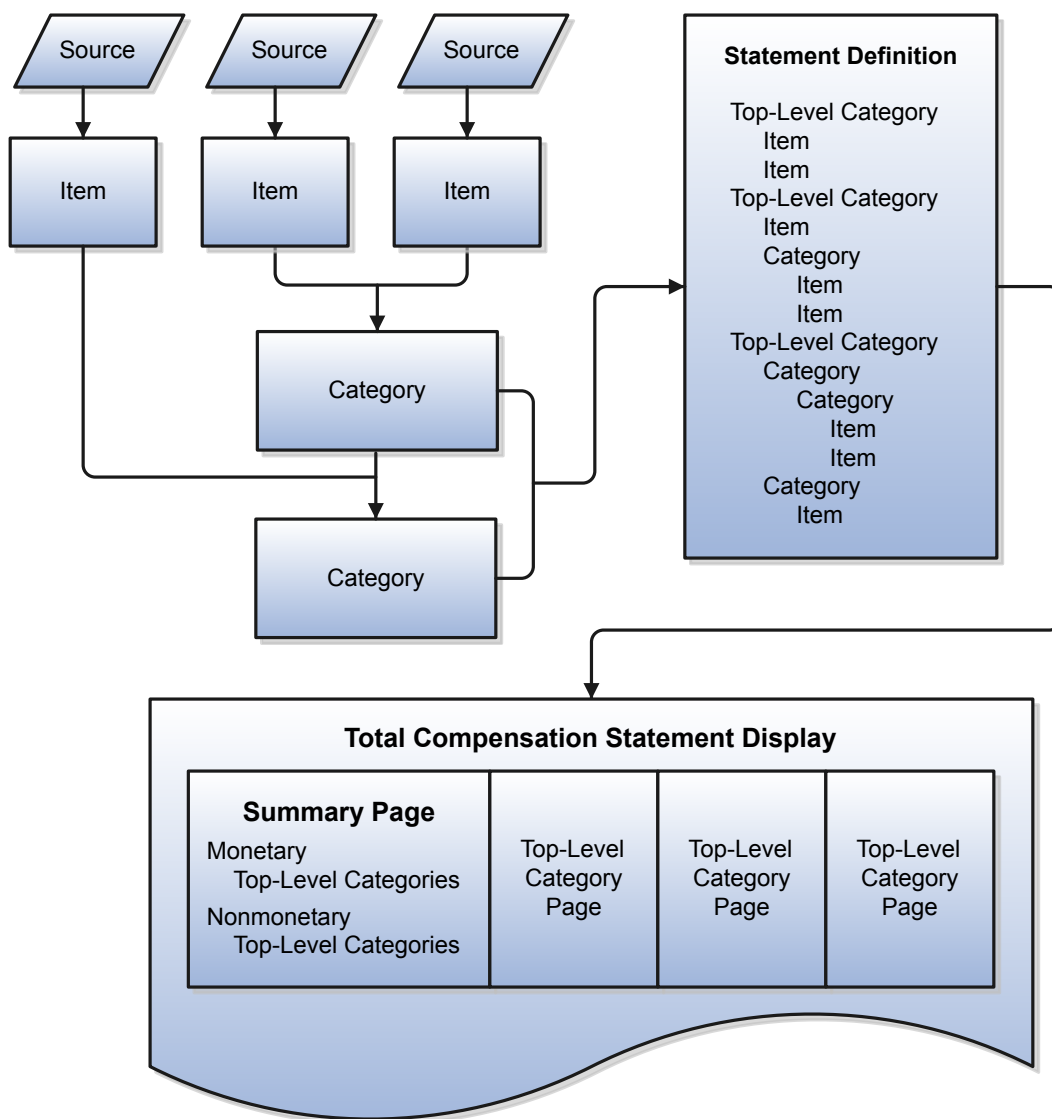 Source
Source
Source
Item
Item
Item
Category
Category
Statement Definition
Top-Level Category
Item
Item
Top-Level Category
Item
Category
Item
Item
Top-Level Category
Category
Category
Item
Item
Category
Item
Total Compensation Statement Display
Summary Page
Monetary
Top-Level Categories
Nonmonetary
Top-Level Categories
Top-Level
Category
Page
Top-Level
Category
Page
Top-Level
Category
Page